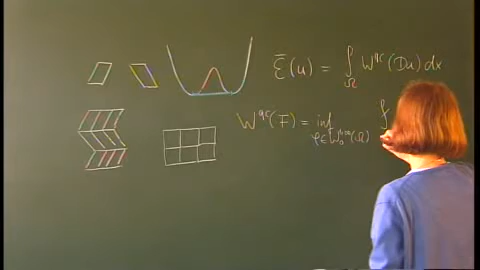 Ē(u) = ∫_Ω W^qc(Du) dx
W^qc(F) = inf_{φ∈W_0^{1,∞}(Ω)} ⨍